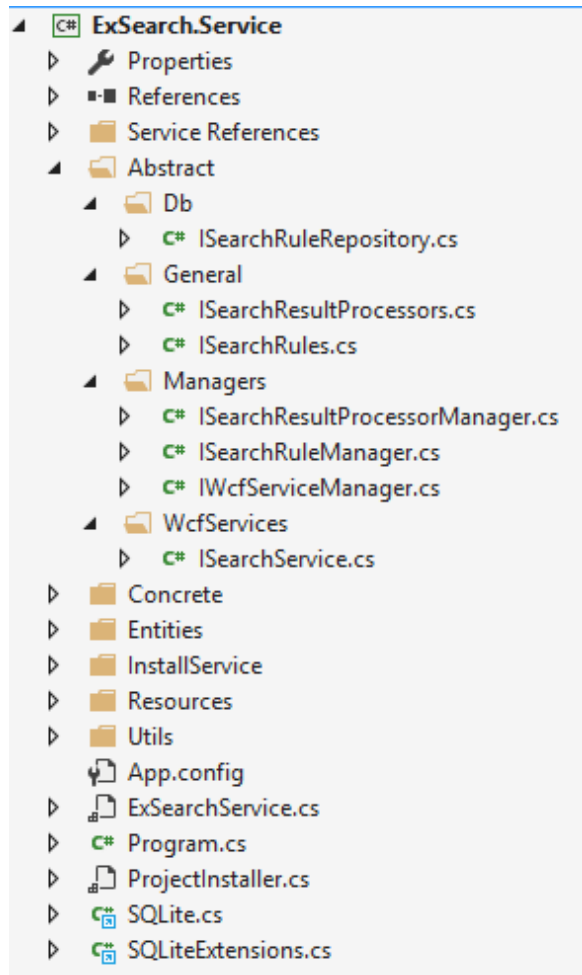 C# ExSearch.Service
Properties
References
Service References
Abstract
Db
C# ISearchRuleRepository.cs
General
C# ISearchResultProcessors.cs
C# ISearchRules.cs
Managers
C# ISearchResultProcessorManager.cs
C# ISearchRuleManager.cs
C# IWcfServiceManager.cs
WcfServices
C# ISearchService.cs
Concrete
Entities
InstallService
Resources
Utils
App.config
ExSearchService.cs
C# Program.cs
ProjectInstaller.cs
C# SQLite.cs
C# SQLiteExtensions.cs